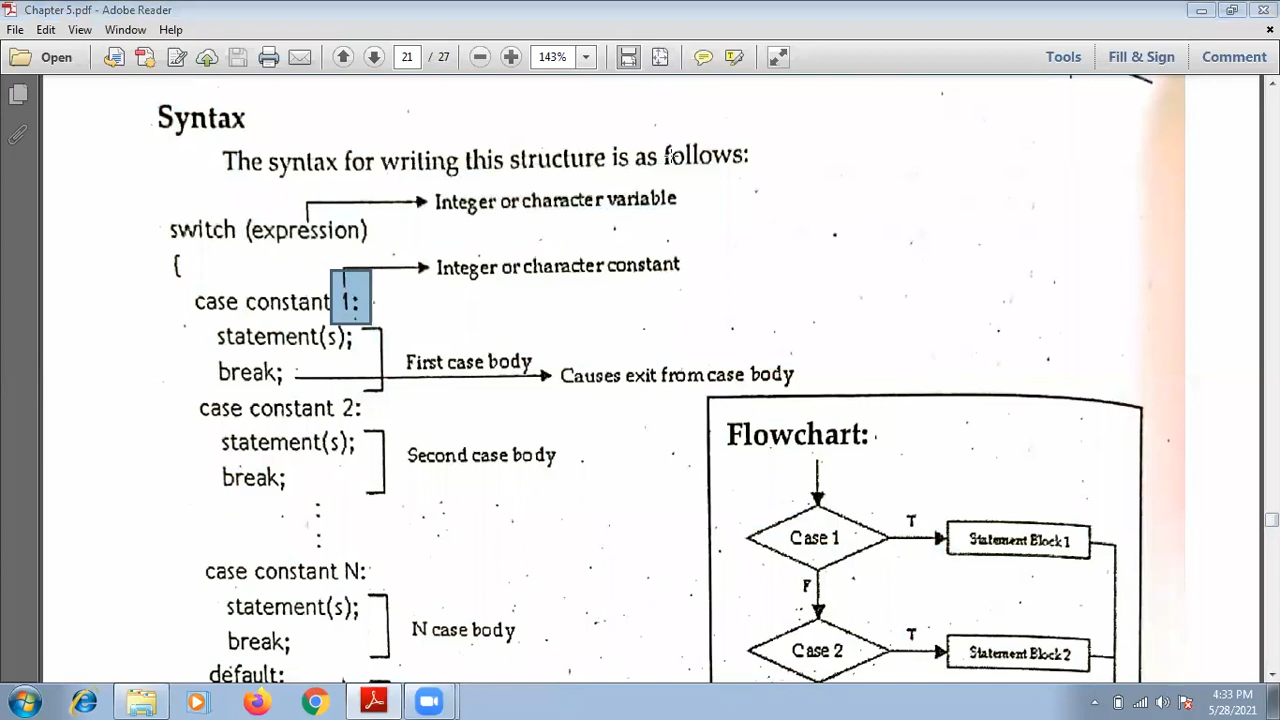 Chapter 5.pdf - Adobe Reader
File Edit View Window Help
Open 21 / 27 143% Tools Fill & Sign Comment
Syntax
The syntax for writing this structure is as follows:
Integer or character variable
switch (expression)
{
Integer or character constant
case constant 1:
statement(s);
First case body
break;
Causes exit from case body
case constant 2:
statement(s);
Second case body
break;
:
:
case constant N:
statement(s);
N case body
break;
default:
Flowchart:
Case 1
T
Statement Block1
F
Case 2
T
Statement Block2
4:33 PM
5/28/2021